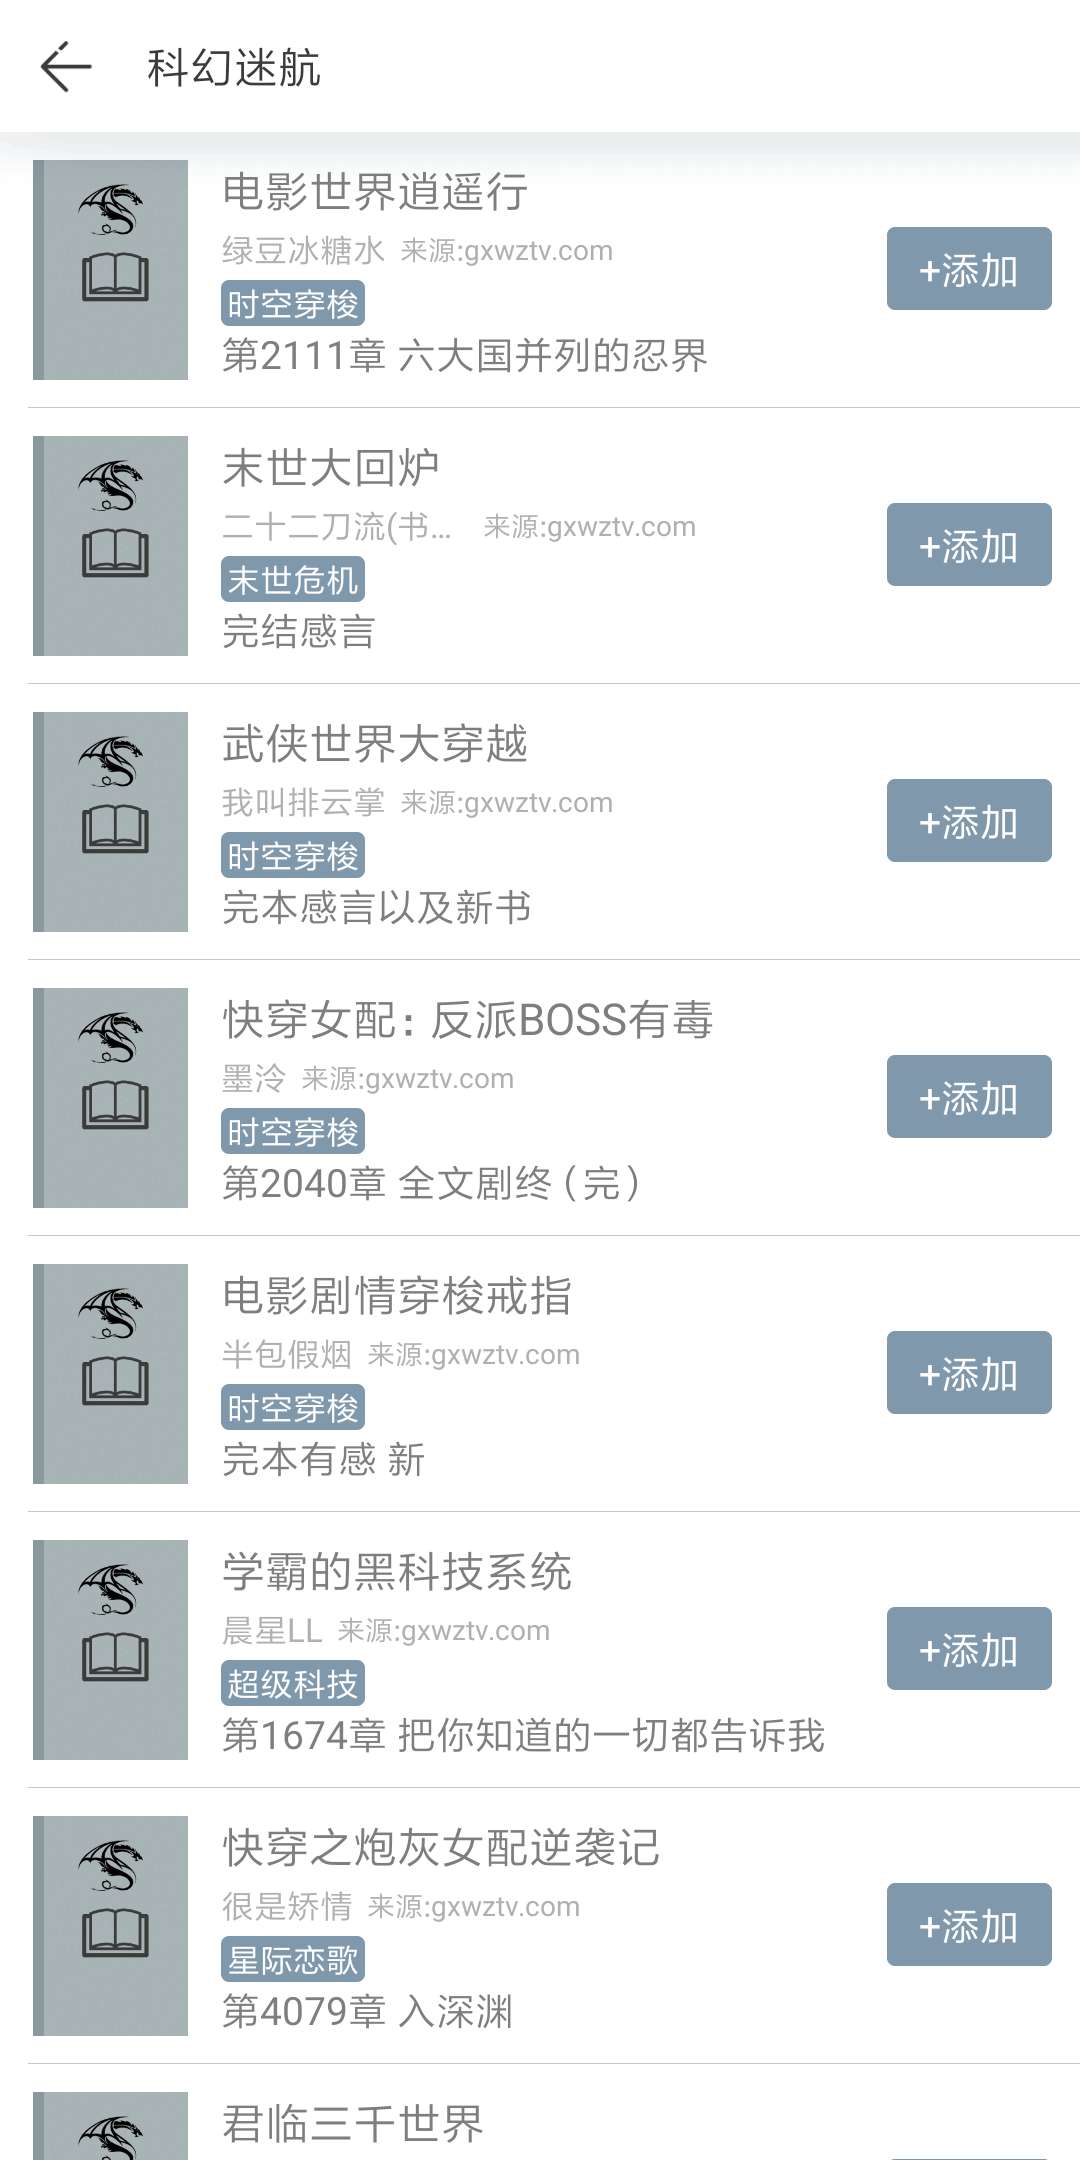 科幻迷航
电影世界逍遥行
绿豆冰糖水 来源:gxwztv.com
+添加
时空穿梭
第2111章 六大国并列的忍界
末世大回炉
二十二刀流(书... 来源:gxwztv.com
+添加
末世危机
完结感言
武侠世界大穿越
我叫排云掌 来源:gxwztv.com
+添加
时空穿梭
完本感言以及新书
快穿女配：反派BOSS有毒
墨泠 来源:gxwztv.com
+添加
时空穿梭
第2040章 全文剧终（完）
电影剧情穿梭戒指
半包假烟 来源:gxwztv.com
+添加
时空穿梭
完本有感 新
学霸的黑科技系统
晨星LL 来源:gxwztv.com
+添加
超级科技
第1674章 把你知道的一切都告诉我
快穿之炮灰女配逆袭记
很是矫情 来源:gxwztv.com
+添加
星际恋歌
第4079章 入深渊
君临三千世界